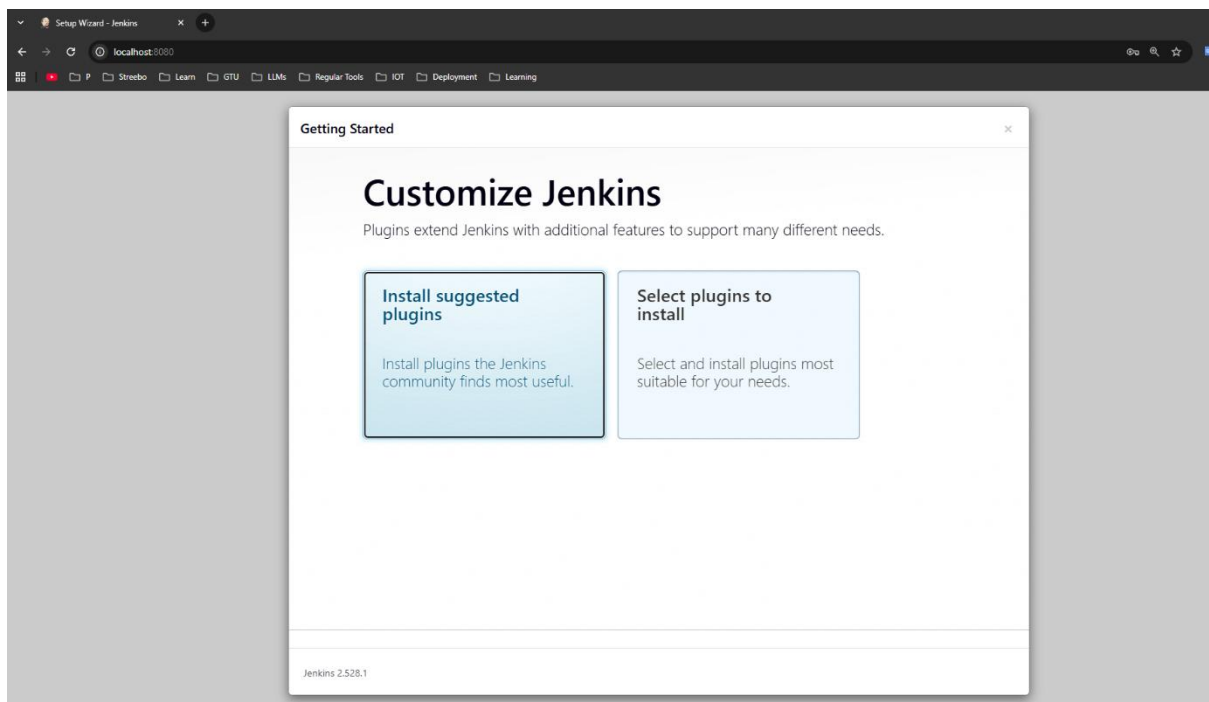 Setup Wizard - Jenkins
localhost:8080
P Streebo Learn GTU LLMs Regular Tools IOT Deployment Learning
Getting Started
Customize Jenkins
Plugins extend Jenkins with additional features to support many different needs.
Install suggested
plugins
Install plugins the Jenkins
community finds most useful.
Select plugins to
install
Select and install plugins most
suitable for your needs.
Jenkins 2.528.1